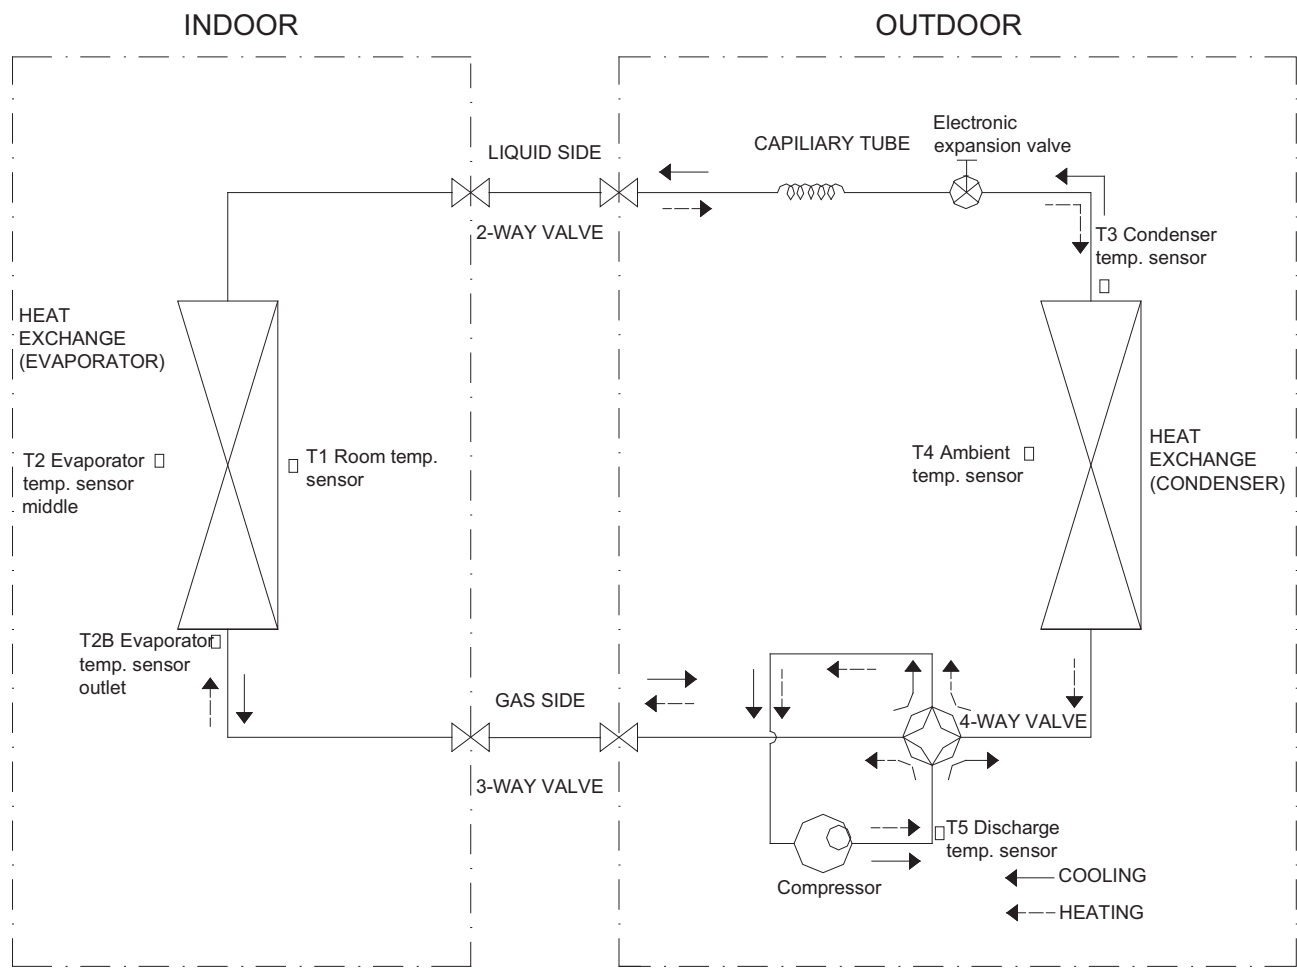 INDOOR
OUTDOOR
LIQUID SIDE
CAPILIARY TUBE
Electronic
expansion valve
2-WAY VALVE
T3 Condenser
temp. sensor
HEAT
EXCHANGE
(EVAPORATOR)
T2 Evaporator
temp. sensor
middle
T1 Room temp.
sensor
T4 Ambient
temp. sensor
HEAT
EXCHANGE
(CONDENSER)
T2B Evaporator
temp. sensor
outlet
GAS SIDE
3-WAY VALVE
4-WAY VALVE
T5 Discharge
temp. sensor
Compressor
COOLING
HEATING